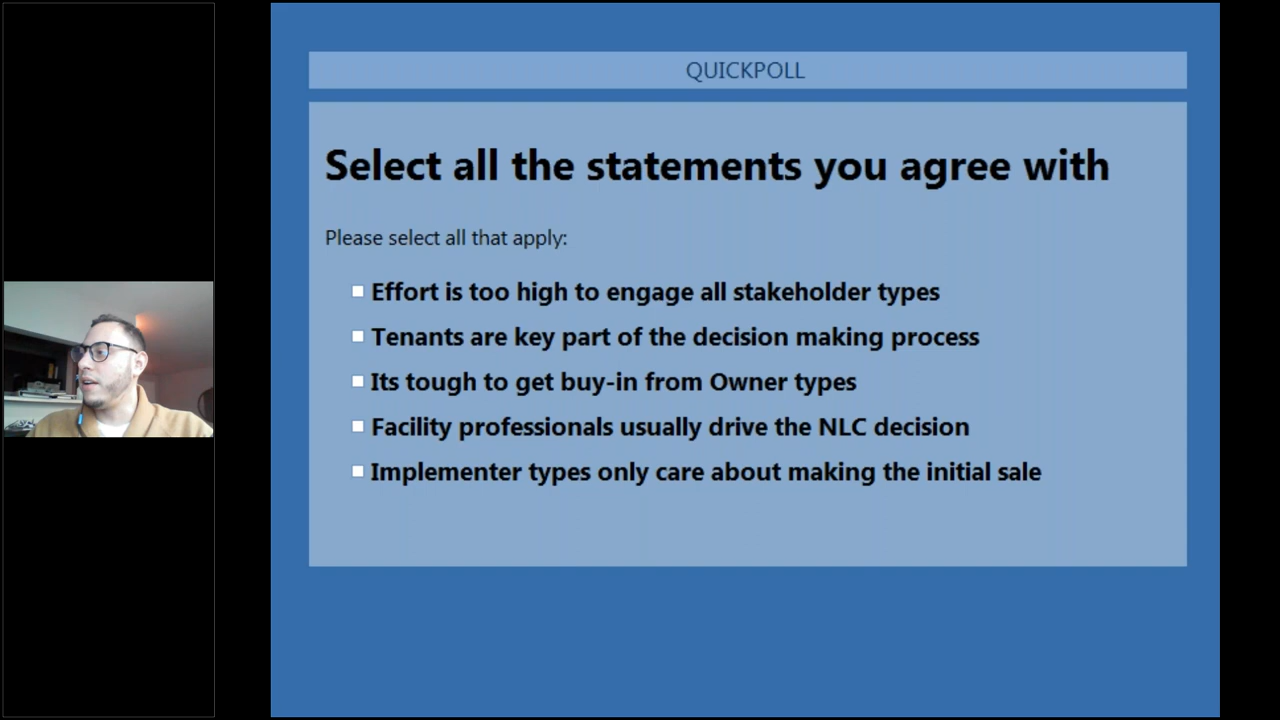 QUICKPOLL
Select all the statements you agree with
Please select all that apply:
Effort is too high to engage all stakeholder types
Tenants are key part of the decision making process
Its tough to get buy-in from Owner types
Facility professionals usually drive the NLC decision
Implementer types only care about making the initial sale